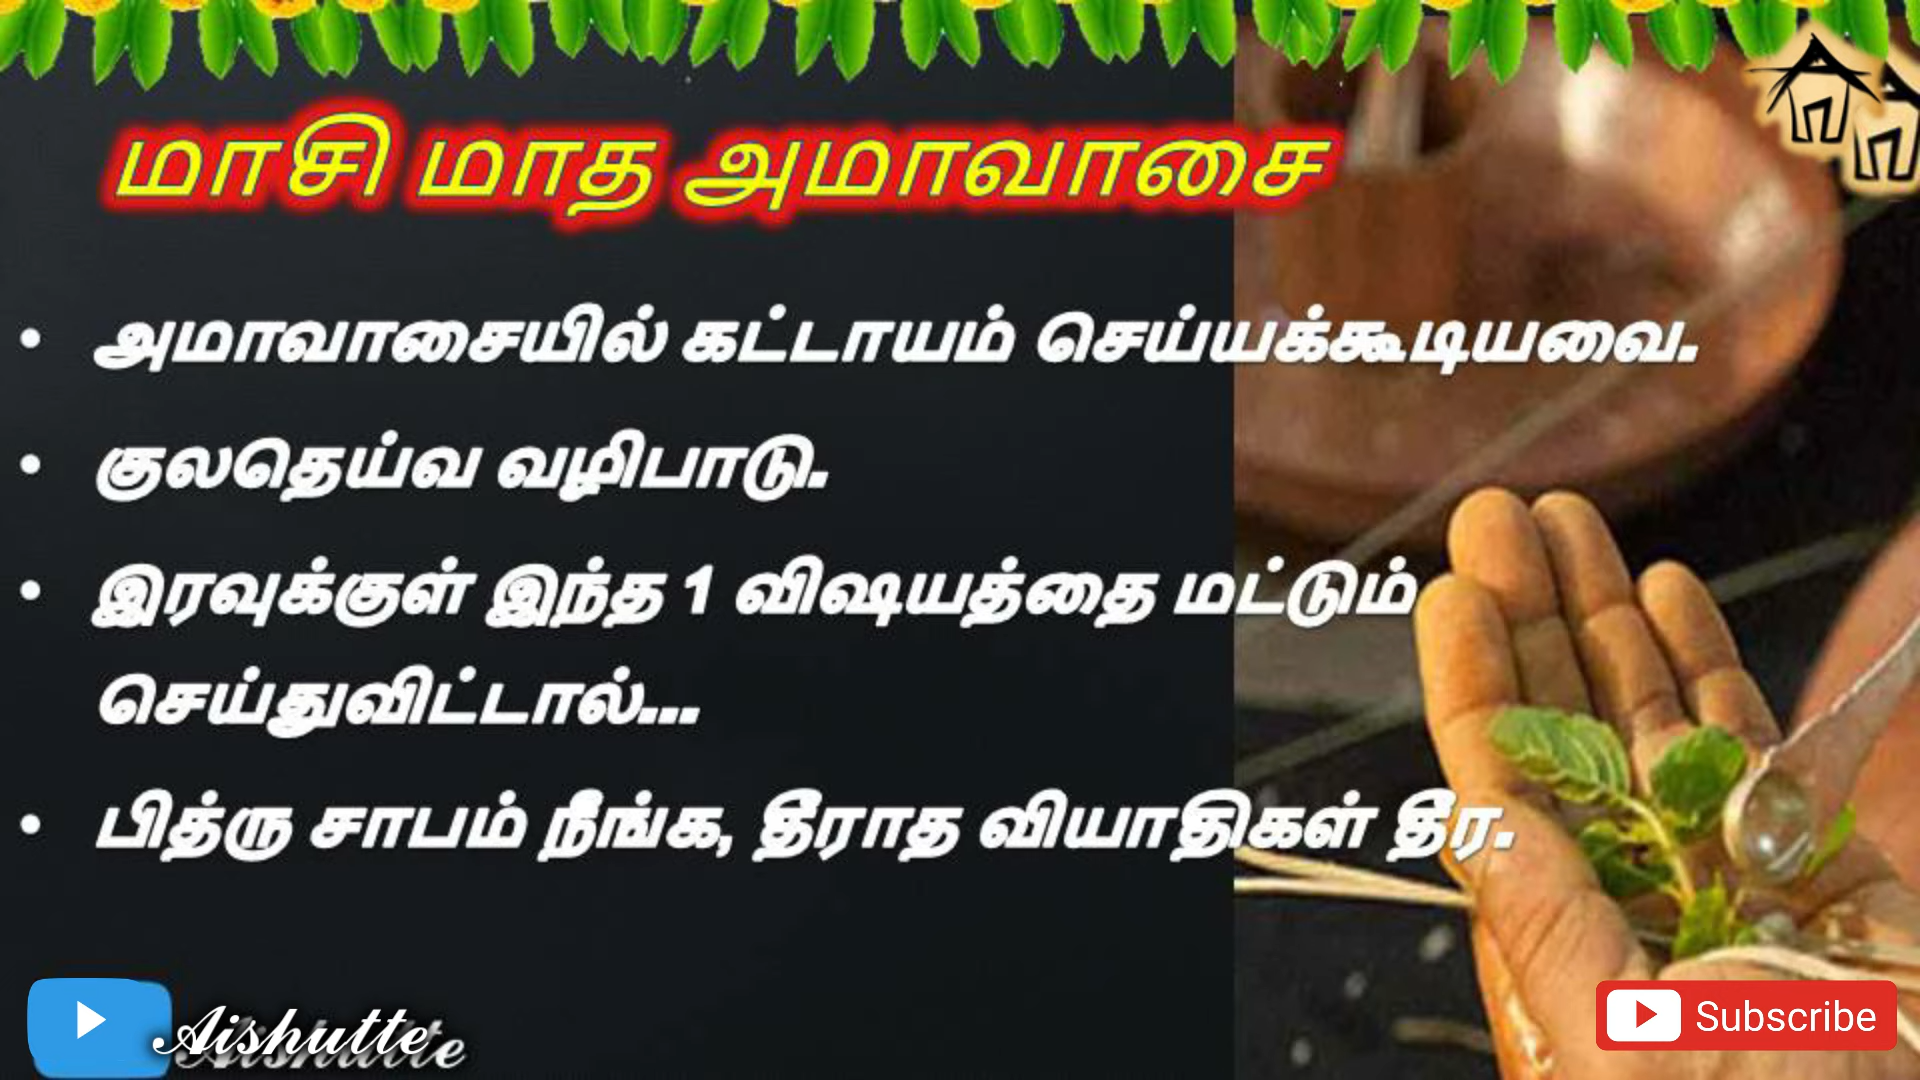 மாசி மாத அமாவாசை
• அமாவாசையில் கட்டாயம் செய்யக்கூடியவை.
• குலதெய்வ வழிபாடு.
• இரவுக்குள் இந்த 1 விஷயத்தை மட்டும்
செய்துவிட்டால்...
• பித்ரு சாபம் நீங்க, தீராத வியாதிகள் தீர.
Aishutte
Subscribe